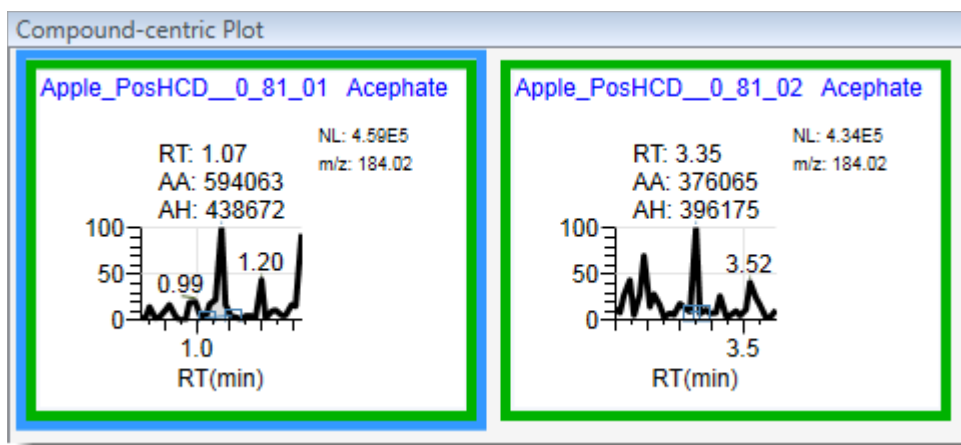 Compound-centric Plot
Apple_PosHCD__0_81_01 Acephate
NL: 4.59E5
m/z: 184.02
RT: 1.07
AA: 594063
AH: 438672
100
50
0
0.99
1.20
1.0
RT(min)
Apple_PosHCD__0_81_02 Acephate
NL: 4.34E5
m/z: 184.02
RT: 3.35
AA: 376065
AH: 396175
100
50
0
3.52
3.5
RT(min)